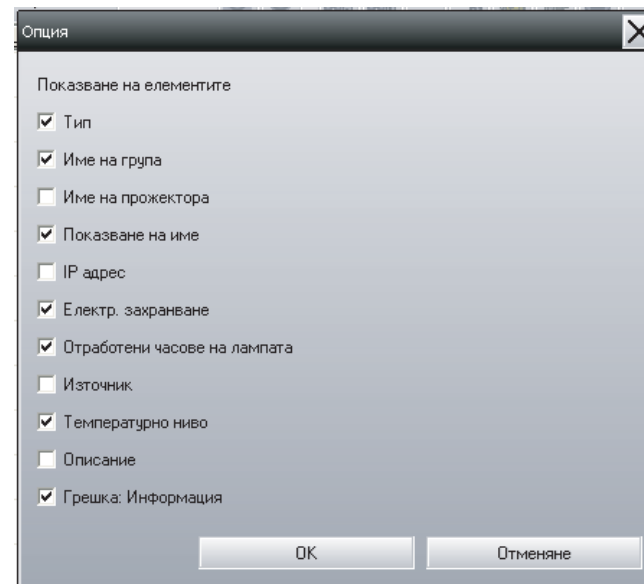 Опция
Показване на елементите
Тип
Име на група
Име на прожектора
Показване на име
IP адрес
Електр. захранване
Отработени часове на лампата
Източник
Температурно ниво
Описание
Грешка: Информация
OK
Отменяне